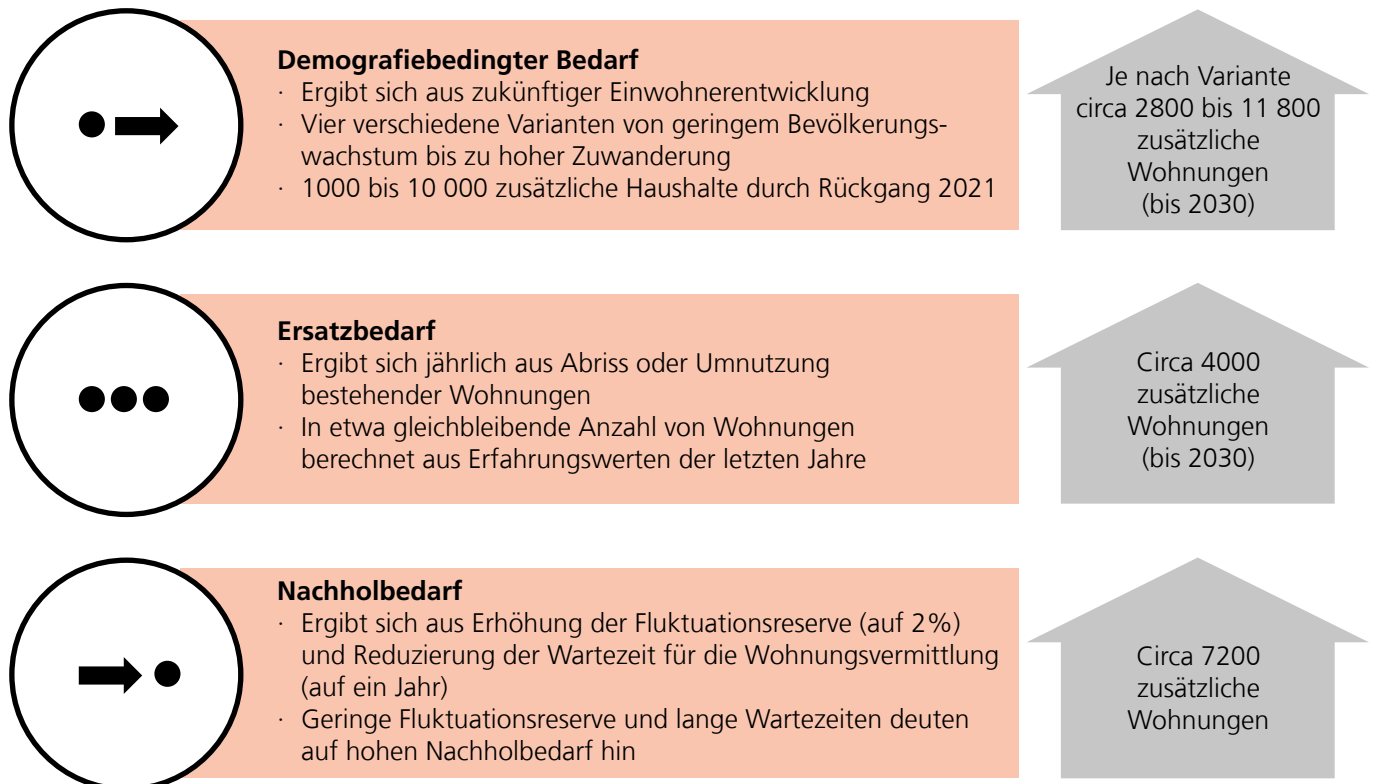 Demografiebedingter Bedarf
· Ergibt sich aus zukünftiger Einwohnerentwicklung
· Vier verschiedene Varianten von geringem Bevölkerungs-
wachstum bis zu hoher Zuwanderung
· 1000 bis 10 000 zusätzliche Haushalte durch Rückgang 2021
Je nach Variante
circa 2800 bis 11 800
zusätzliche
Wohnungen
(bis 2030)
Ersatzbedarf
· Ergibt sich jährlich aus Abriss oder Umnutzung
bestehender Wohnungen
· In etwa gleichbleibende Anzahl von Wohnungen
berechnet aus Erfahrungswerten der letzten Jahre
Circa 4000
zusätzliche
Wohnungen
(bis 2030)
Nachholbedarf
· Ergibt sich aus Erhöhung der Fluktuationsreserve (auf 2%)
und Reduzierung der Wartezeit für die Wohnungsvermittlung
(auf ein Jahr)
· Geringe Fluktuationsreserve und lange Wartezeiten deuten
auf hohen Nachholbedarf hin
Circa 7200
zusätzliche
Wohnungen